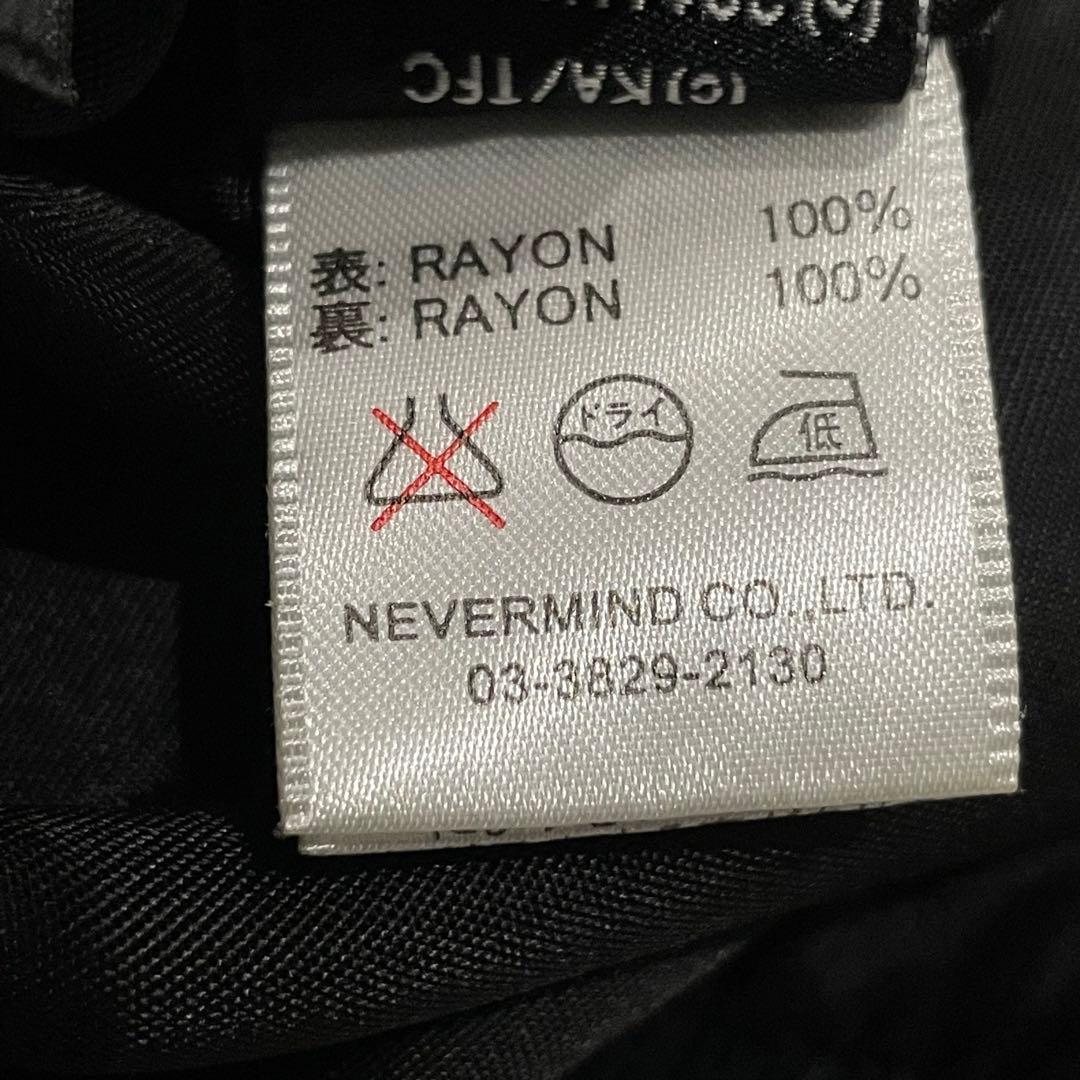 表: RAYON 100%
裏: RAYON 100%
ドライ
低
NEVERMIND CO.,LTD.
03-3829-2130